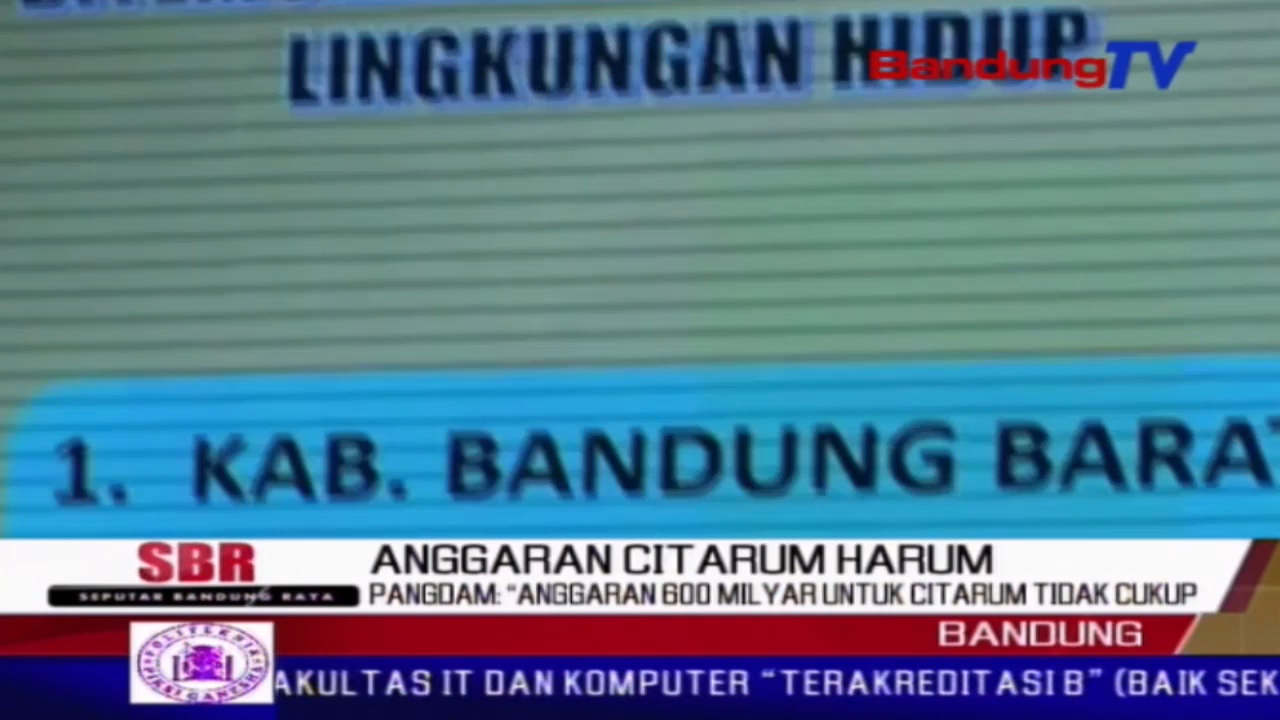 LINGKUNGAN HIDUP
BandungTV
1. KAB. BANDUNG BARAT
SBR
SEPUTAR BANDUNG RAYA
ANGGARAN CITARUM HARUM
PANGDAM: “ANGGARAN 600 MILYAR UNTUK CITARUM TIDAK CUKUP
BANDUNG
AKULTAS IT DAN KOMPUTER “TERAKREDITASI B” (BAIK SEK